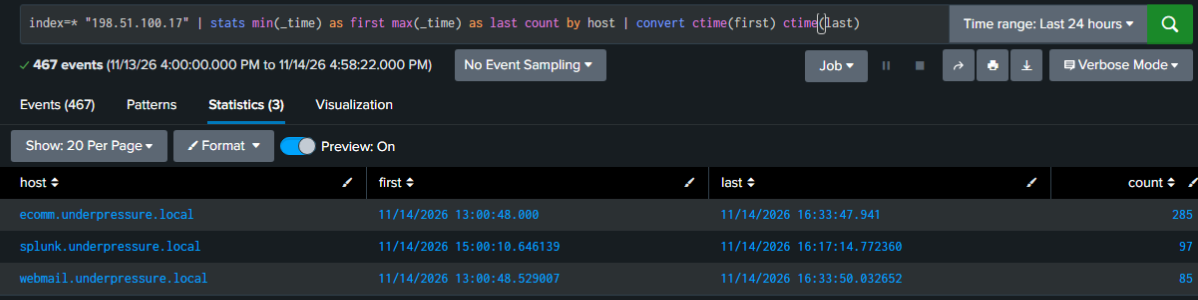 index=* "198.51.100.17" | stats min(_time) as first max(_time) as last count by host | convert ctime(first) ctime(last) Time range: Last 24 hours
467 events (11/13/26 4:00:00.000 PM to 11/14/26 4:58:22.000 PM) No Event Sampling Job Verbose Mode
Events (467) Patterns Statistics (3) Visualization
Show: 20 Per Page Format Preview: On
host first last count
ecomm.underpressure.local 11/14/2026 13:00:48.000 11/14/2026 16:33:47.941 285
splunk.underpressure.local 11/14/2026 15:00:10.646139 11/14/2026 16:17:14.772360 97
webmail.underpressure.local 11/14/2026 13:00:48.529007 11/14/2026 16:33:50.032652 85